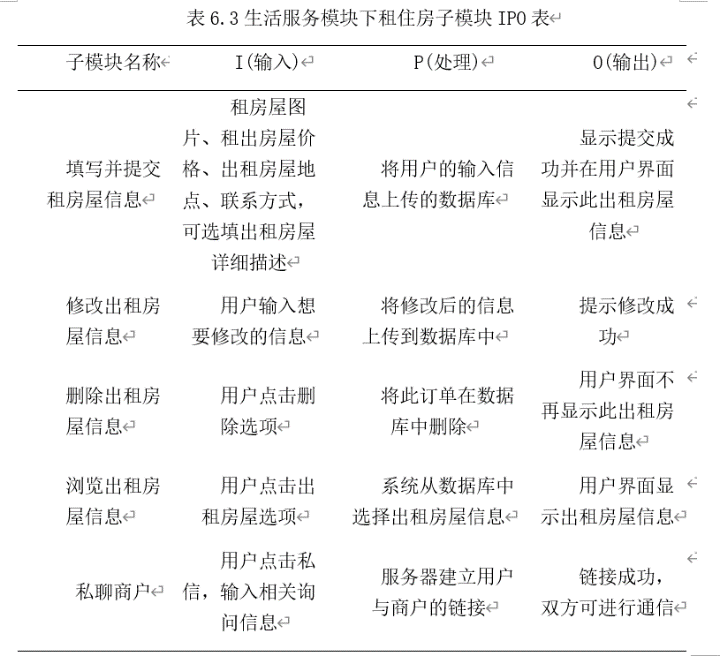 表 6.3 生活服务模块下租住房子模块 IPO 表
子模块名称 I(输入) P(处理) O(输出)
填写并提交
租房屋信息
租房屋图
片、租出房屋价
格、出租房屋地
点、联系方式，
可选填出租房屋
详细描述
将用户的输入信
息上传的数据库
显示提交成
功并在用户界面
显示此出租房屋
信息
修改出租房
屋信息
用户输入想
要修改的信息
将修改后的信息
上传到数据库中
提示修改成
功
删除出租房
屋信息
用户点击删
除选项
将此订单在数据
库中删除
用户界面不
再显示此出租房
屋信息
浏览出租房
屋信息
用户点击出
租房屋选项
系统从数据库中
选择出租房屋信息
用户界面显
示出租房屋信息
私聊商户
用户点击私
信，输入相关询
问信息
服务器建立用户
与商户的链接
链接成功，
双方可进行通信